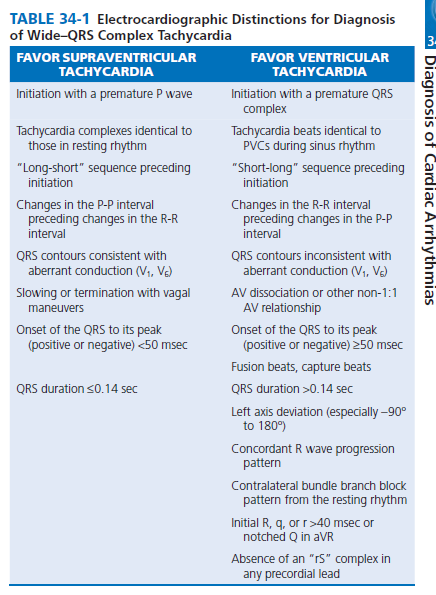 TABLE 34-1 Electrocardiographic Distinctions for Diagnosis
of Wide–QRS Complex Tachycardia
FAVOR SUPRAVENTRICULAR
TACHYCARDIA
FAVOR VENTRICULAR
TACHYCARDIA
Initiation with a premature P wave
Initiation with a premature QRS
complex
Tachycardia complexes identical to
those in resting rhythm
Tachycardia beats identical to
PVCs during sinus rhythm
“Long-short” sequence preceding
initiation
“Short-long” sequence preceding
initiation
Changes in the P-P interval
preceding changes in the R-R
interval
Changes in the R-R interval
preceding changes in the P-P
interval
QRS contours consistent with
aberrant conduction (V₁, V₆)
QRS contours inconsistent with
aberrant conduction (V₁, V₆)
Slowing or termination with vagal
maneuvers
AV dissociation or other non-1:1
AV relationship
Onset of the QRS to its peak
(positive or negative) <50 msec
Onset of the QRS to its peak
(positive or negative) ≥50 msec
Fusion beats, capture beats
QRS duration ≤0.14 sec
QRS duration >0.14 sec
Left axis deviation (especially −90°
to 180°)
Concordant R wave progression
pattern
Contralateral bundle branch block
pattern from the resting rhythm
Initial R, q, or r >40 msec or
notched Q in aVR
Absence of an “rS” complex in
any precordial lead
Diagnosis of Cardiac Arrhythmias